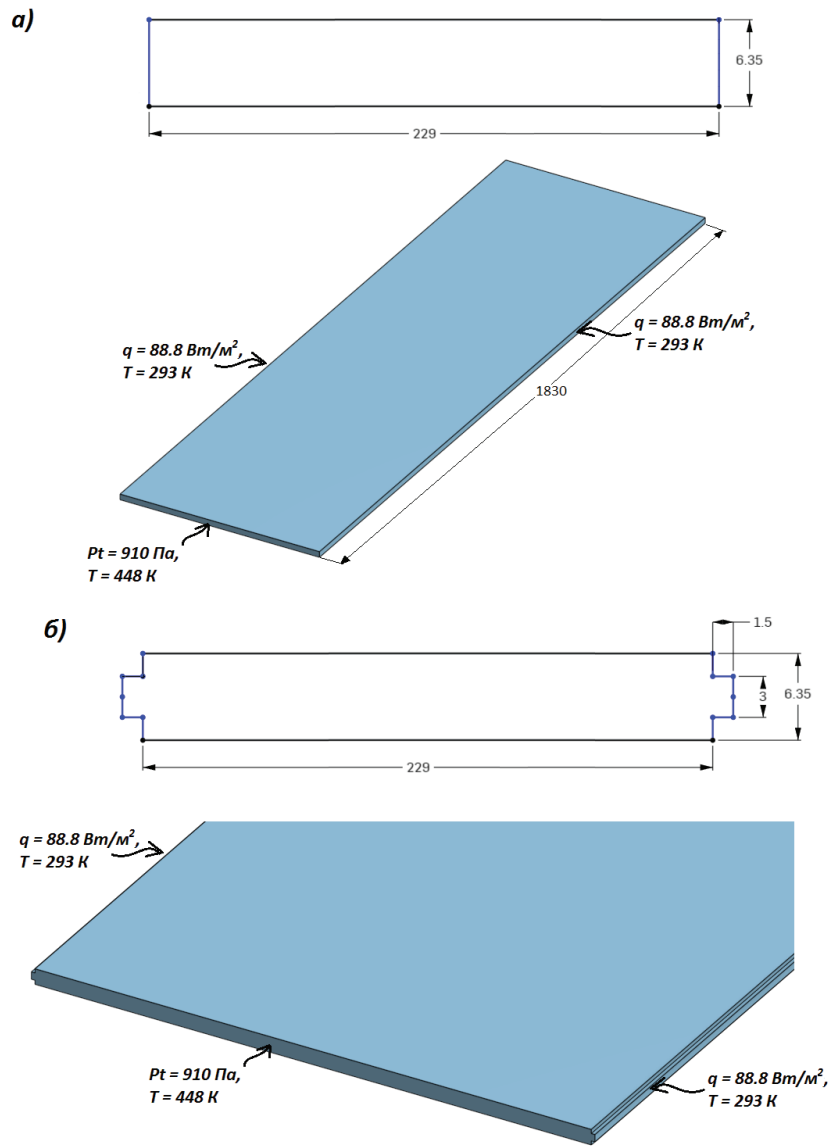 а)
6.35
229
q = 88.8 Вт/м²,
T = 293 К
q = 88.8 Вт/м²,
T = 293 К
1830
Pt = 910 Па,
T = 448 К
б)
1.5
3
6.35
229
q = 88.8 Вт/м²,
T = 293 К
Pt = 910 Па,
T = 448 К
q = 88.8 Вт/м²,
T = 293 К